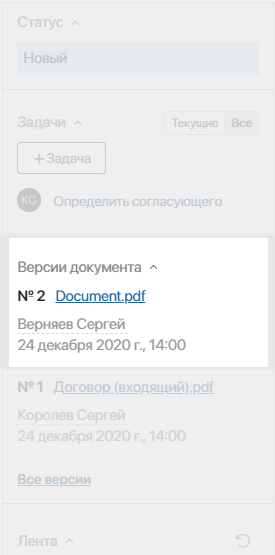 Статус
Новый
Задачи
Текущие Все
+Задача
КС Определить согласующего
Версии документа
№ 2 Document.pdf
Верняев Сергей
24 декабря 2020 г., 14:00
№ 1 Договор (входящий).pdf
Королев Сергей
24 декабря 2020 г., 14:00
Все версии
Лента